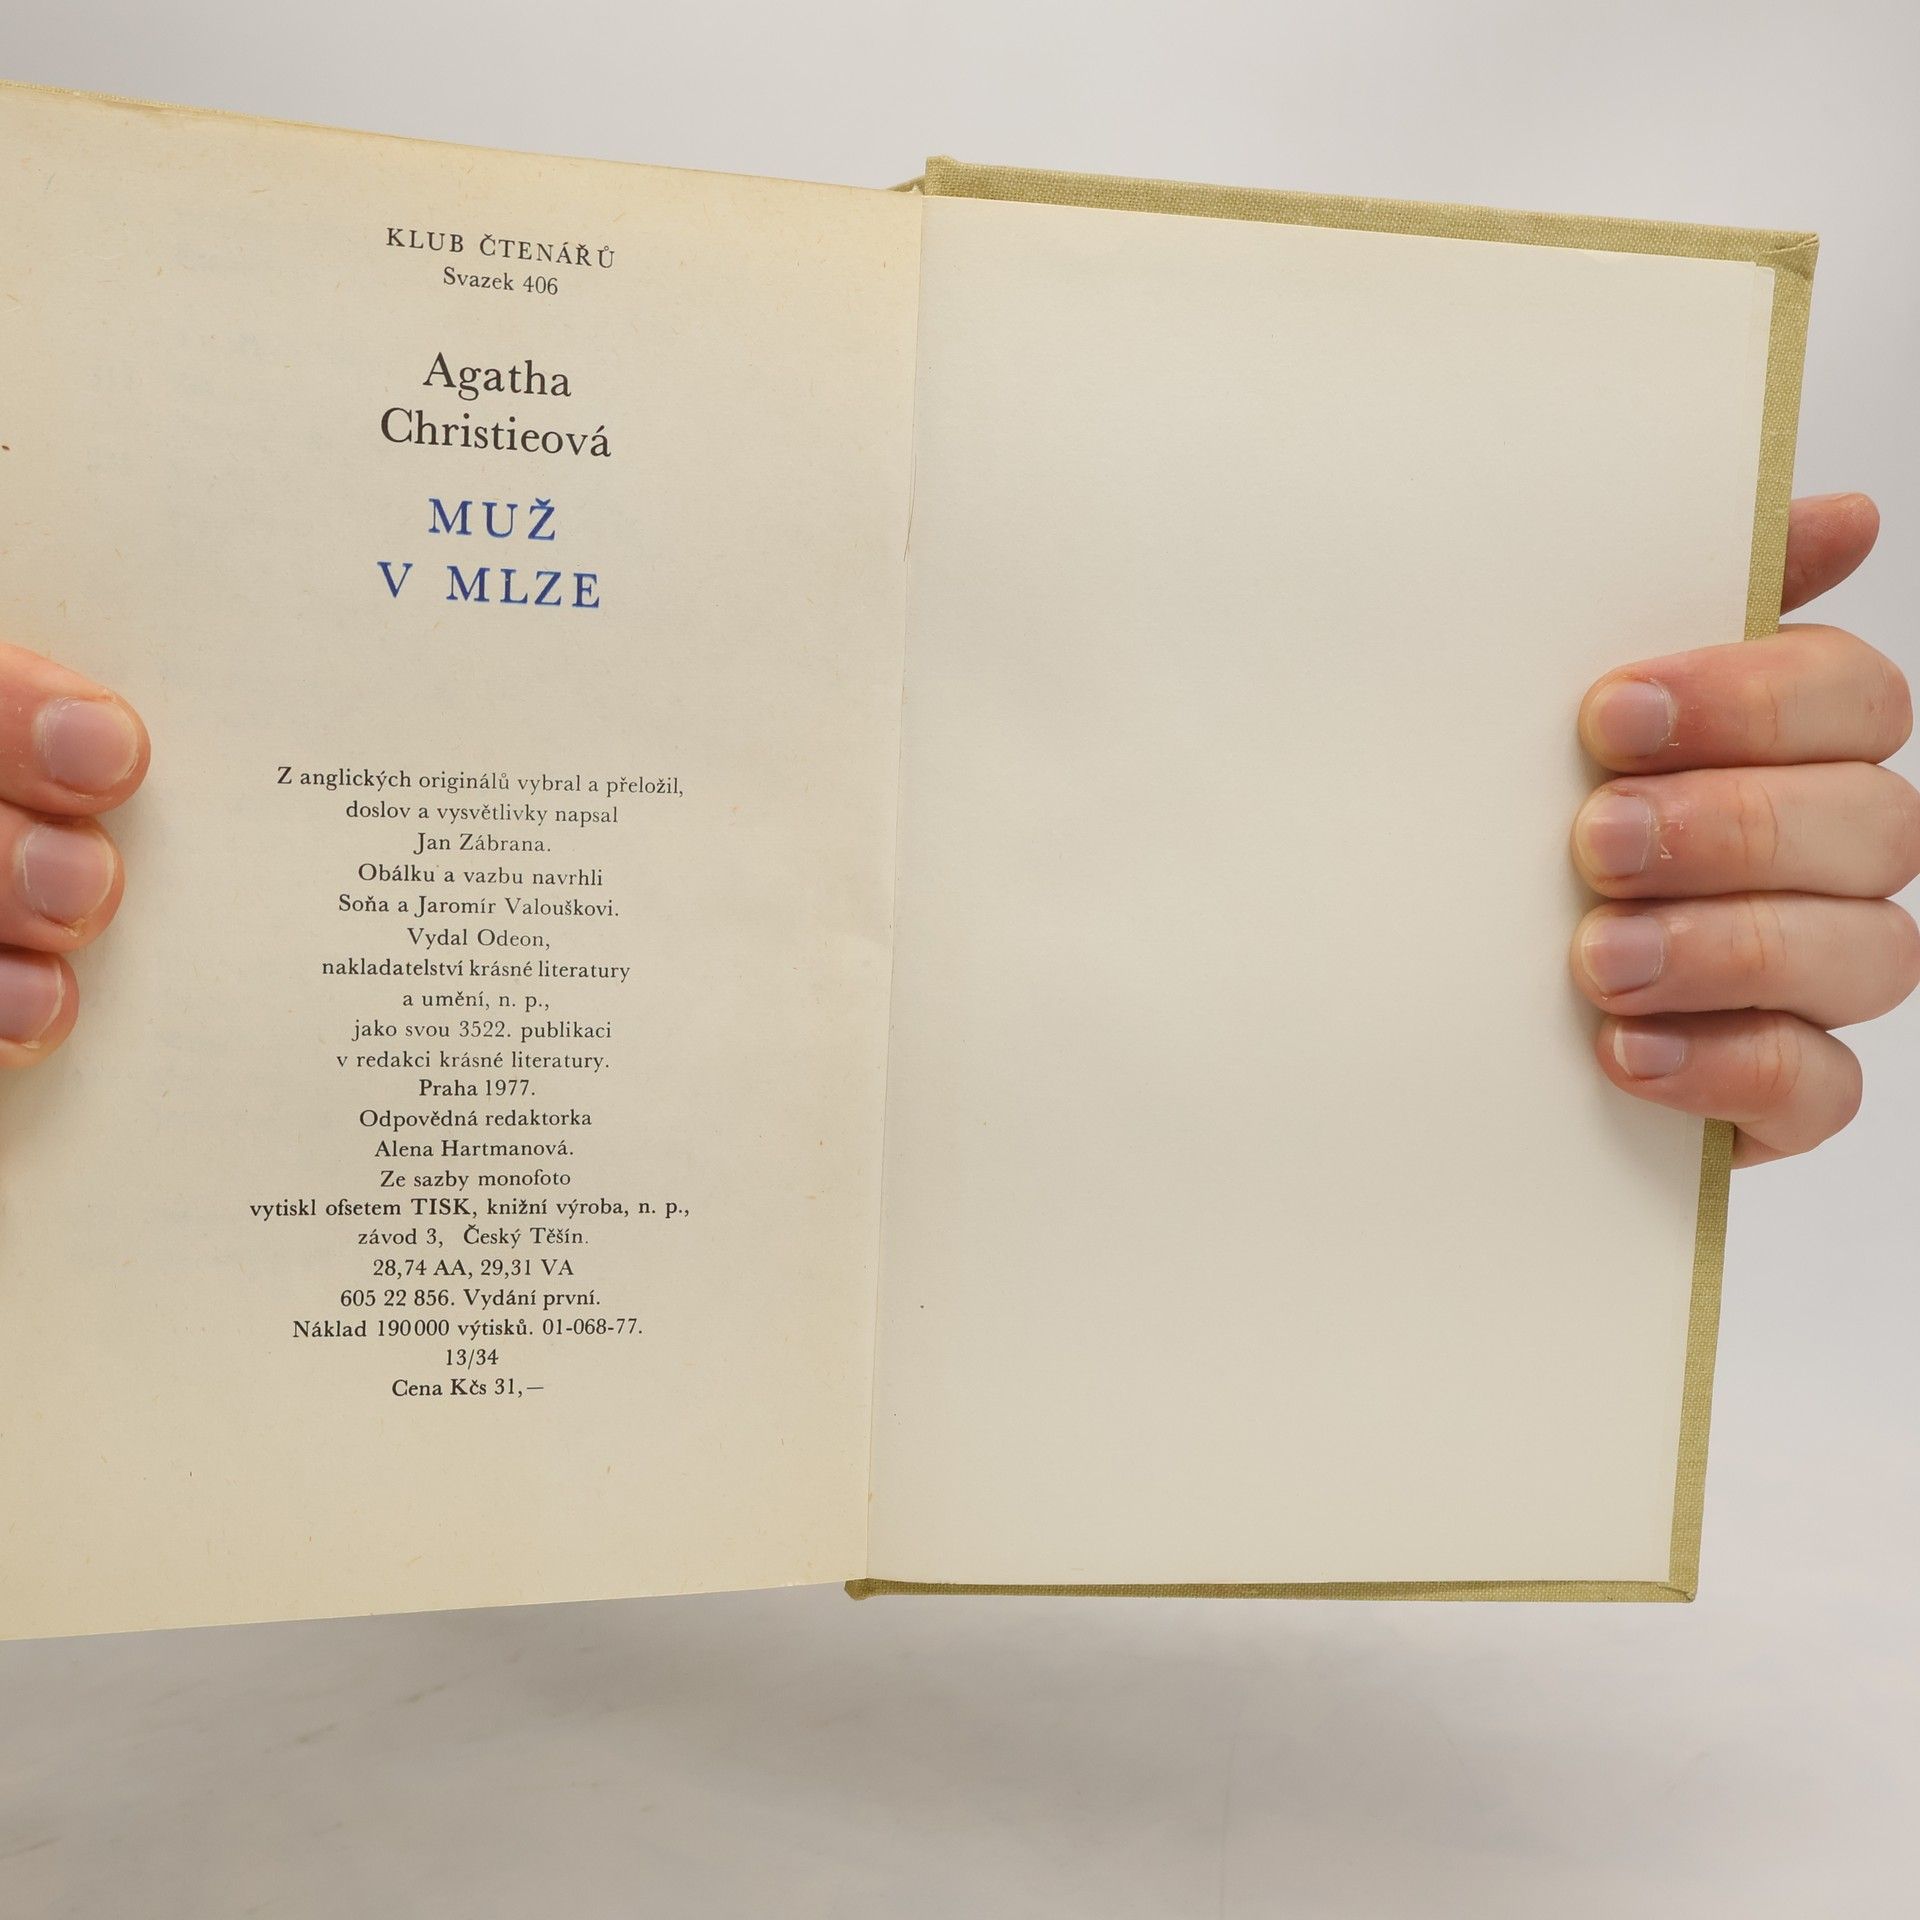 KLUB ČTENÁŘŮ
Svazek 406
Agatha
Christieová
MUŽ
V MLZE
Z anglických originálů vybral a přeložil,
doslov a vysvětlivky napsal
Jan Zábrana.
Obálku a vazbu navrhli
Soňa a Jaromír Valouškovi.
Vydal Odeon,
nakladatelství krásné literatury
a umění, n. p.,
jako svou 3522. publikaci
v redakci krásné literatury.
Praha 1977.
Odpovědná redaktorka
Alena Hartmanová.
Ze sazby monofoto
vytiskl ofsetem TISK, knižní výroba, n. p.,
závod 3, Český Těšín.
28,74 AA, 29,31 VA
605 22 856. Vydání první.
Náklad 190000 výtisků. 01-068-77.
13/34
Cena Kčs 31,—